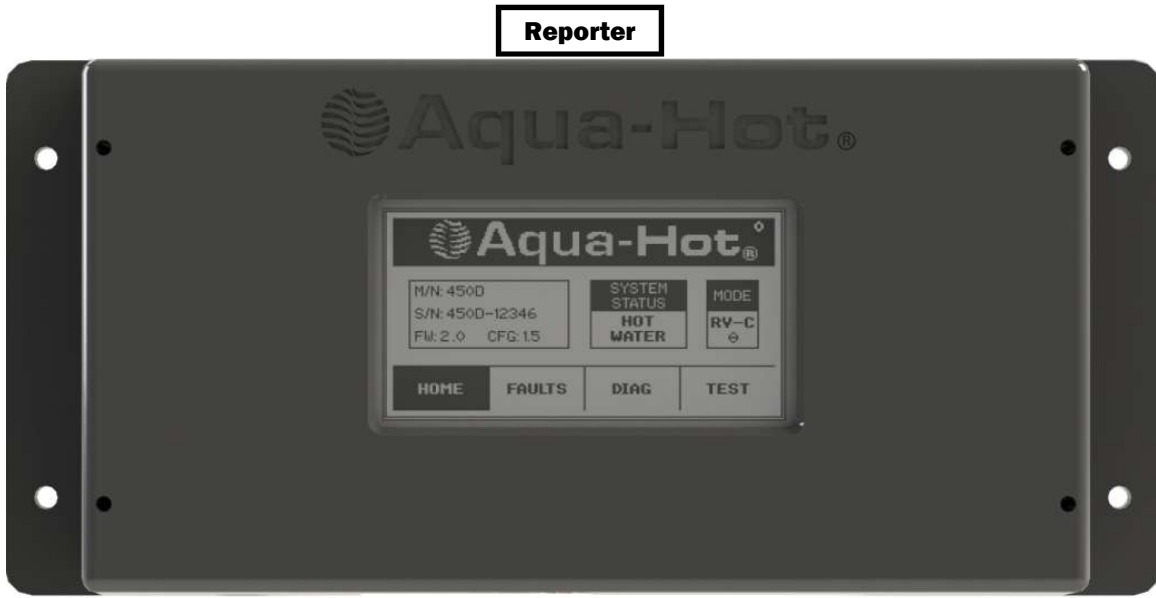 Reporter
Aqua-Hot®
Aqua-Hot®
M/N: 450D
S/N: 450D-12346
FW: 2.0 CFG: 1.5
SYSTEM
STATUS
HOT
WATER
MODE
RV-C
HOME FAULTS DIAG TEST